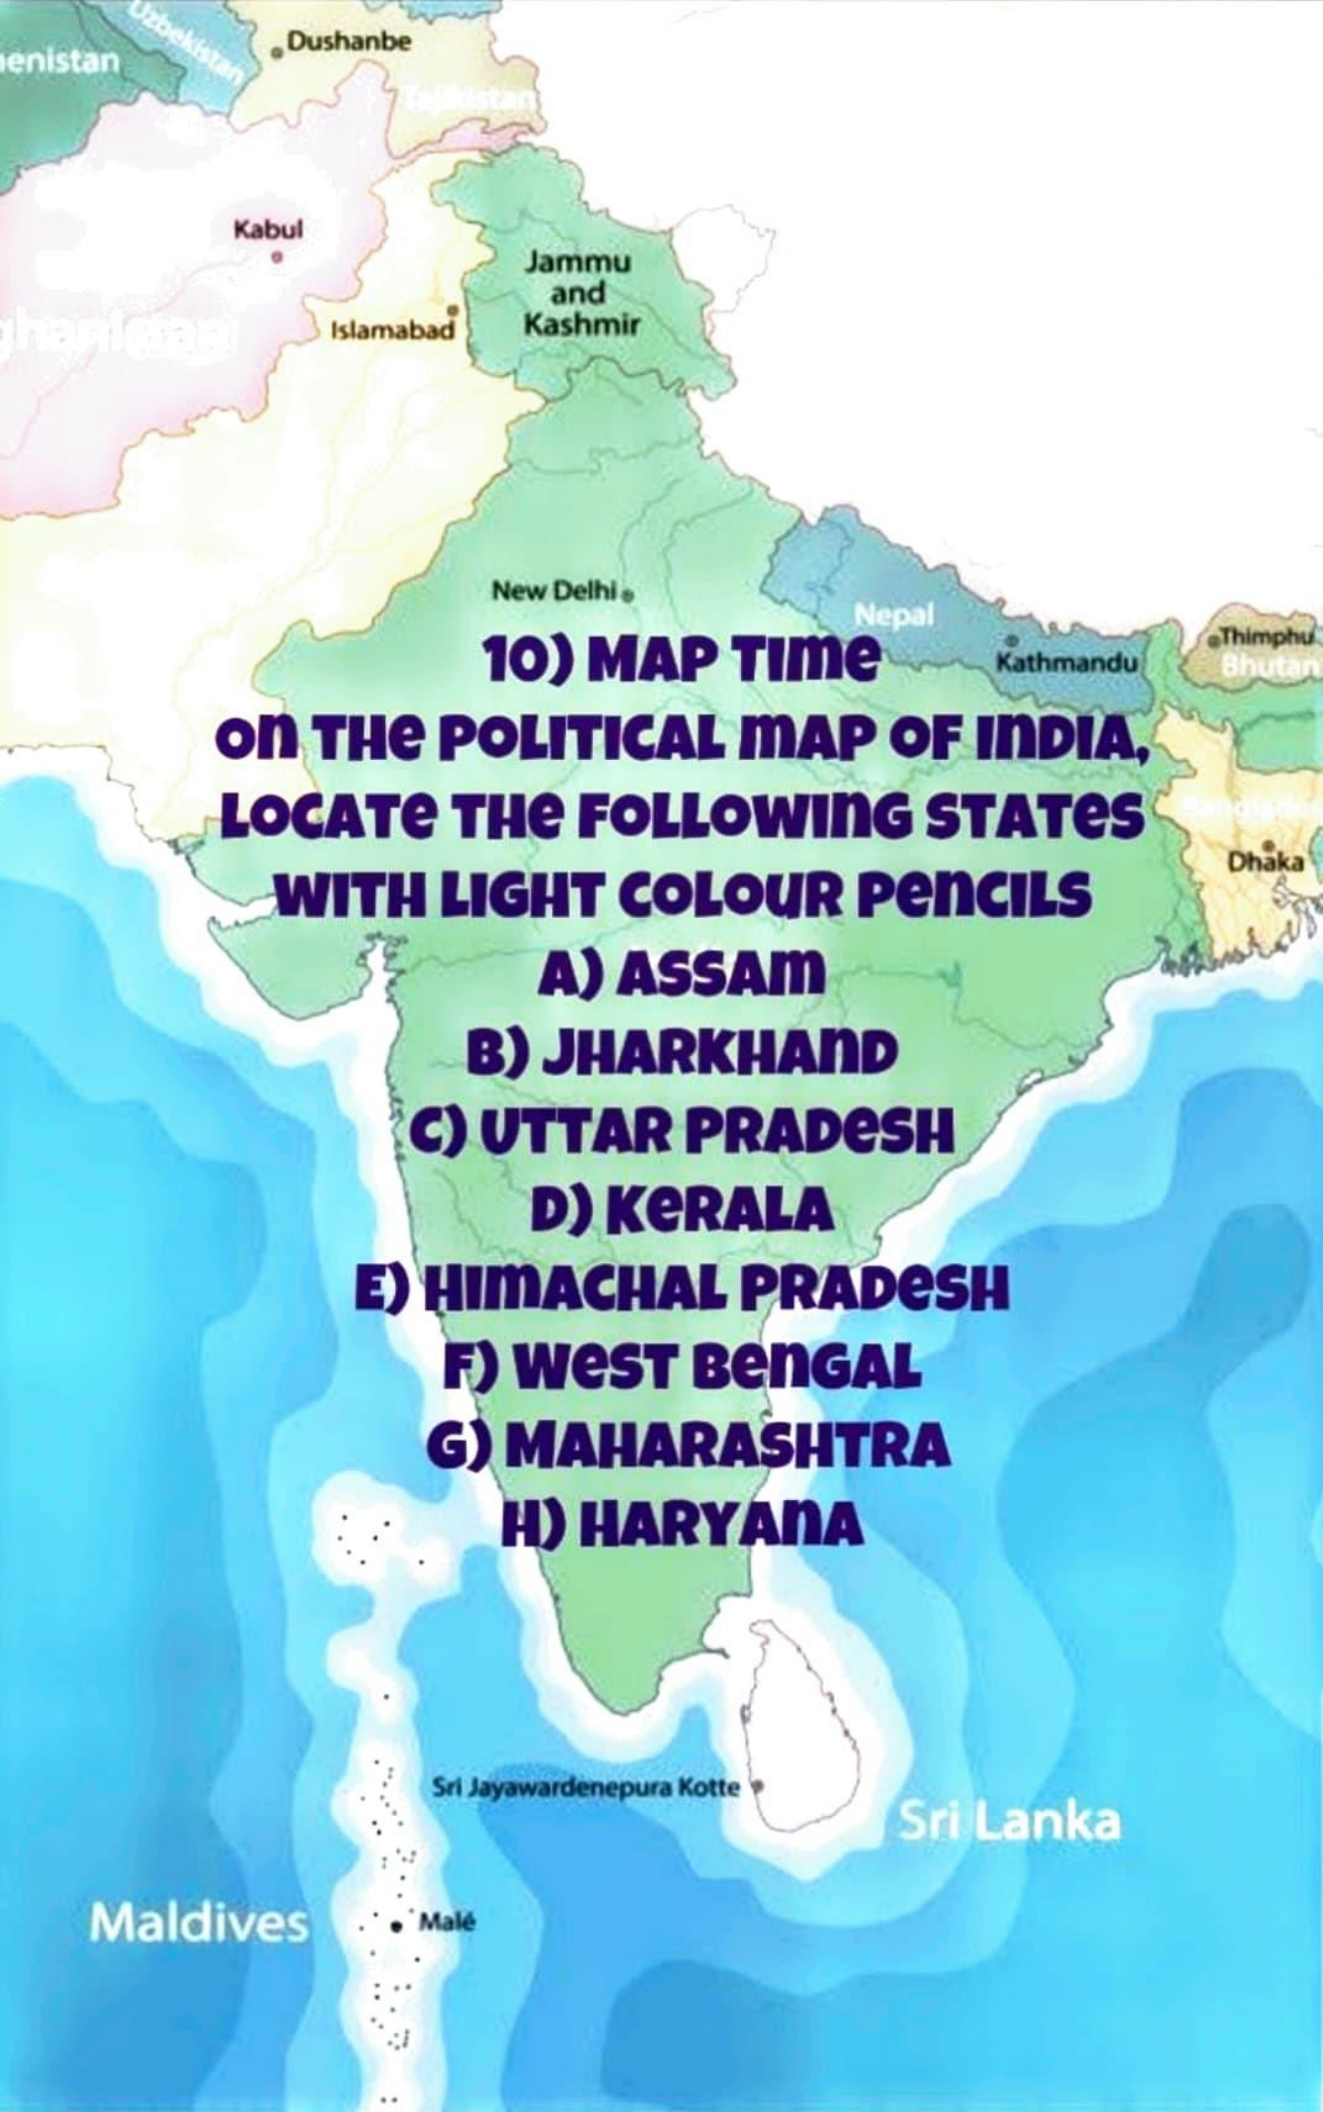 Uzbekistan
Dushanbe
enistan
Tajikistan
Kabul
Jammu
and
Kashmir
ghanistan
Islamabad
New Delhi
Nepal
Thimphu
Kathmandu
Bhutan
10) MAP TIme
On THe POLITICAL mAP OF InDIA,
LOCATe THe FOLLOWInG STATeS
WITH LIGHT COLOUR PenCILS
Dhaka
A) ASSAm
B) JHARKHAnD
C) UTTAR PRADeSH
D) KeRALA
E) HImACHAL PRADeSH
F) WeST BenGAL
G) MAHARASHTRA
H) HARYAnA
Sri Jayawardenepura Kotte
Sri Lanka
Maldives
Malé